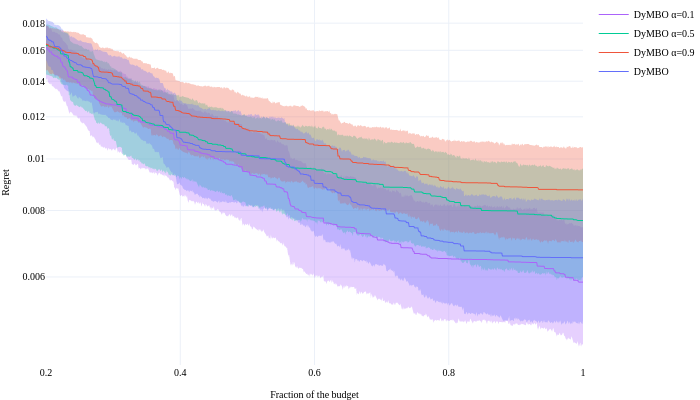 0.018
0.016
0.014
0.012
0.01
0.008
0.006
Regret
0.2
0.4
0.6
0.8
1
Fraction of the budget
DyMBO α=0.1
DyMBO α=0.5
DyMBO α=0.9
DyMBO